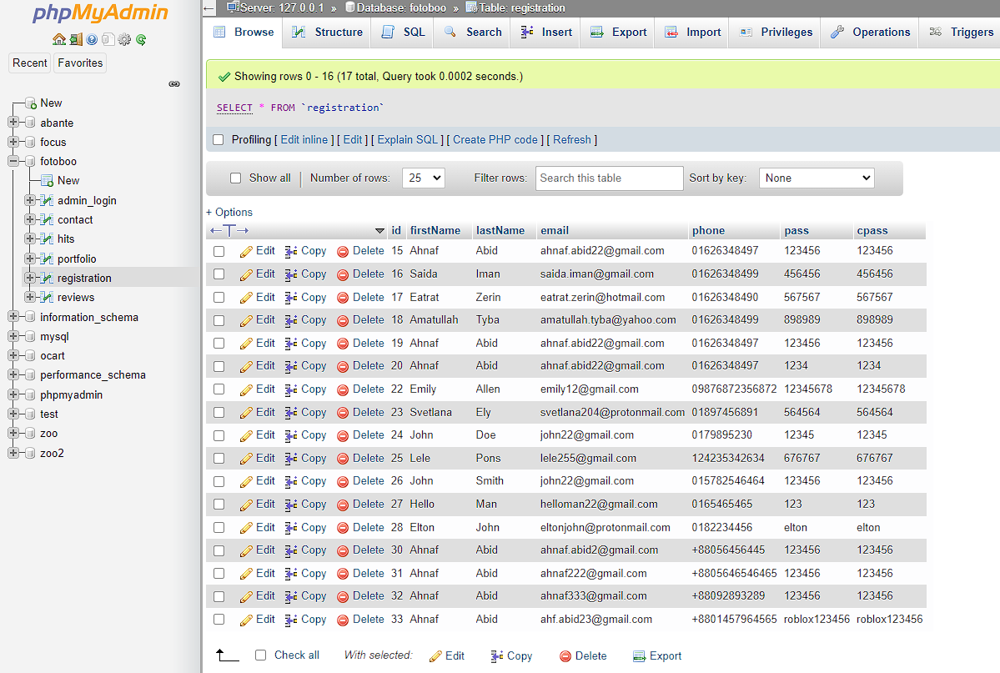 phpMyAdmin
Recent Favorites
New
abante
focus
fotoboo
New
admin_login
contact
hits
portfolio
registration
reviews
information_schema
mysql
ocart
performance_schema
phpmyadmin
test
zoo
zoo2
Server: 127.0.0.1 » Database: fotoboo » Table: registration
Browse Structure SQL Search Insert Export Import Privileges Operations Triggers
Showing rows 0 - 16 (17 total, Query took 0.0002 seconds.)
SELECT * FROM `registration`
Profiling [ Edit inline ] [ Edit ] [ Explain SQL ] [ Create PHP code ] [ Refresh ]
Show all Number of rows: 25 Filter rows: Search this table Sort by key: None
+ Options
←T→ id firstName lastName email phone pass cpass
Edit Copy Delete 15 Ahnaf Abid ahnaf.abid22@gmail.com 01626348497 123456 123456
Edit Copy Delete 16 Saida Iman saida.iman@gmail.com 01626348499 456456 456456
Edit Copy Delete 17 Eatrat Zerin eatrat.zerin@hotmail.com 01626348490 567567 567567
Edit Copy Delete 18 Amatullah Tyba amatullah.tyba@yahoo.com 01626348499 898989 898989
Edit Copy Delete 19 Ahnaf Abid ahnaf.abid22@gmail.com 01626348497 123456 123456
Edit Copy Delete 20 Ahnaf Abid ahnaf.abid22@gmail.com 01626348497 1234 1234
Edit Copy Delete 22 Emily Allen emily12@gmail.com 09876872356872 12345678 12345678
Edit Copy Delete 23 Svetlana Ely svetlana204@protonmail.com 01897456891 564564 564564
Edit Copy Delete 24 John Doe john22@gmail.com 0179895230 12345 12345
Edit Copy Delete 25 Lele Pons lele255@gmail.com 124235342634 676767 676767
Edit Copy Delete 26 John Smith john22@gmail.com 015782546464 123456 123456
Edit Copy Delete 27 Hello Man helloman22@gmail.com 0165465465 123 123
Edit Copy Delete 28 Elton John eltonjohn@protonmail.com 0182234456 elton elton
Edit Copy Delete 30 Ahnaf Abid ahnaf.abid2@gmail.com +88056456445 123456 123456
Edit Copy Delete 31 Ahnaf Abid ahnaf222@gmail.com +8805646546465 123456 123456
Edit Copy Delete 32 Ahnaf Abid ahnaf333@gmail.com +88092893289 123456 123456
Edit Copy Delete 33 Ahnaf Abid ahf.abid23@gmail.com +8801457964565 roblox123456 roblox123456
Check all With selected: Edit Copy Delete Export